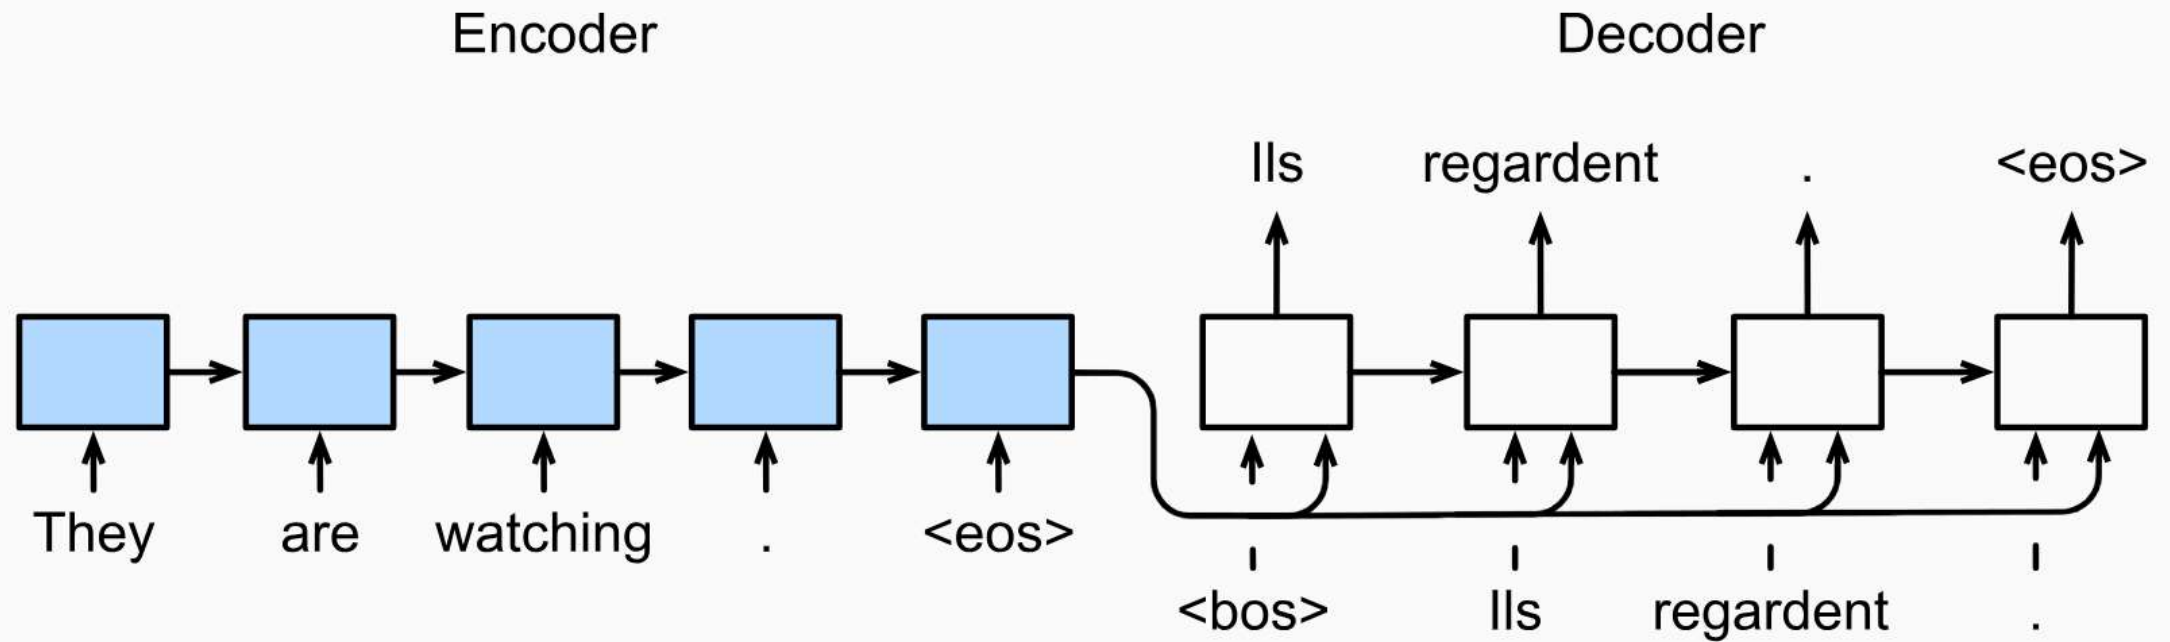 Encoder Decoder
Ils regardent . <eos>
They are watching . <eos>
<bos> Ils regardent .